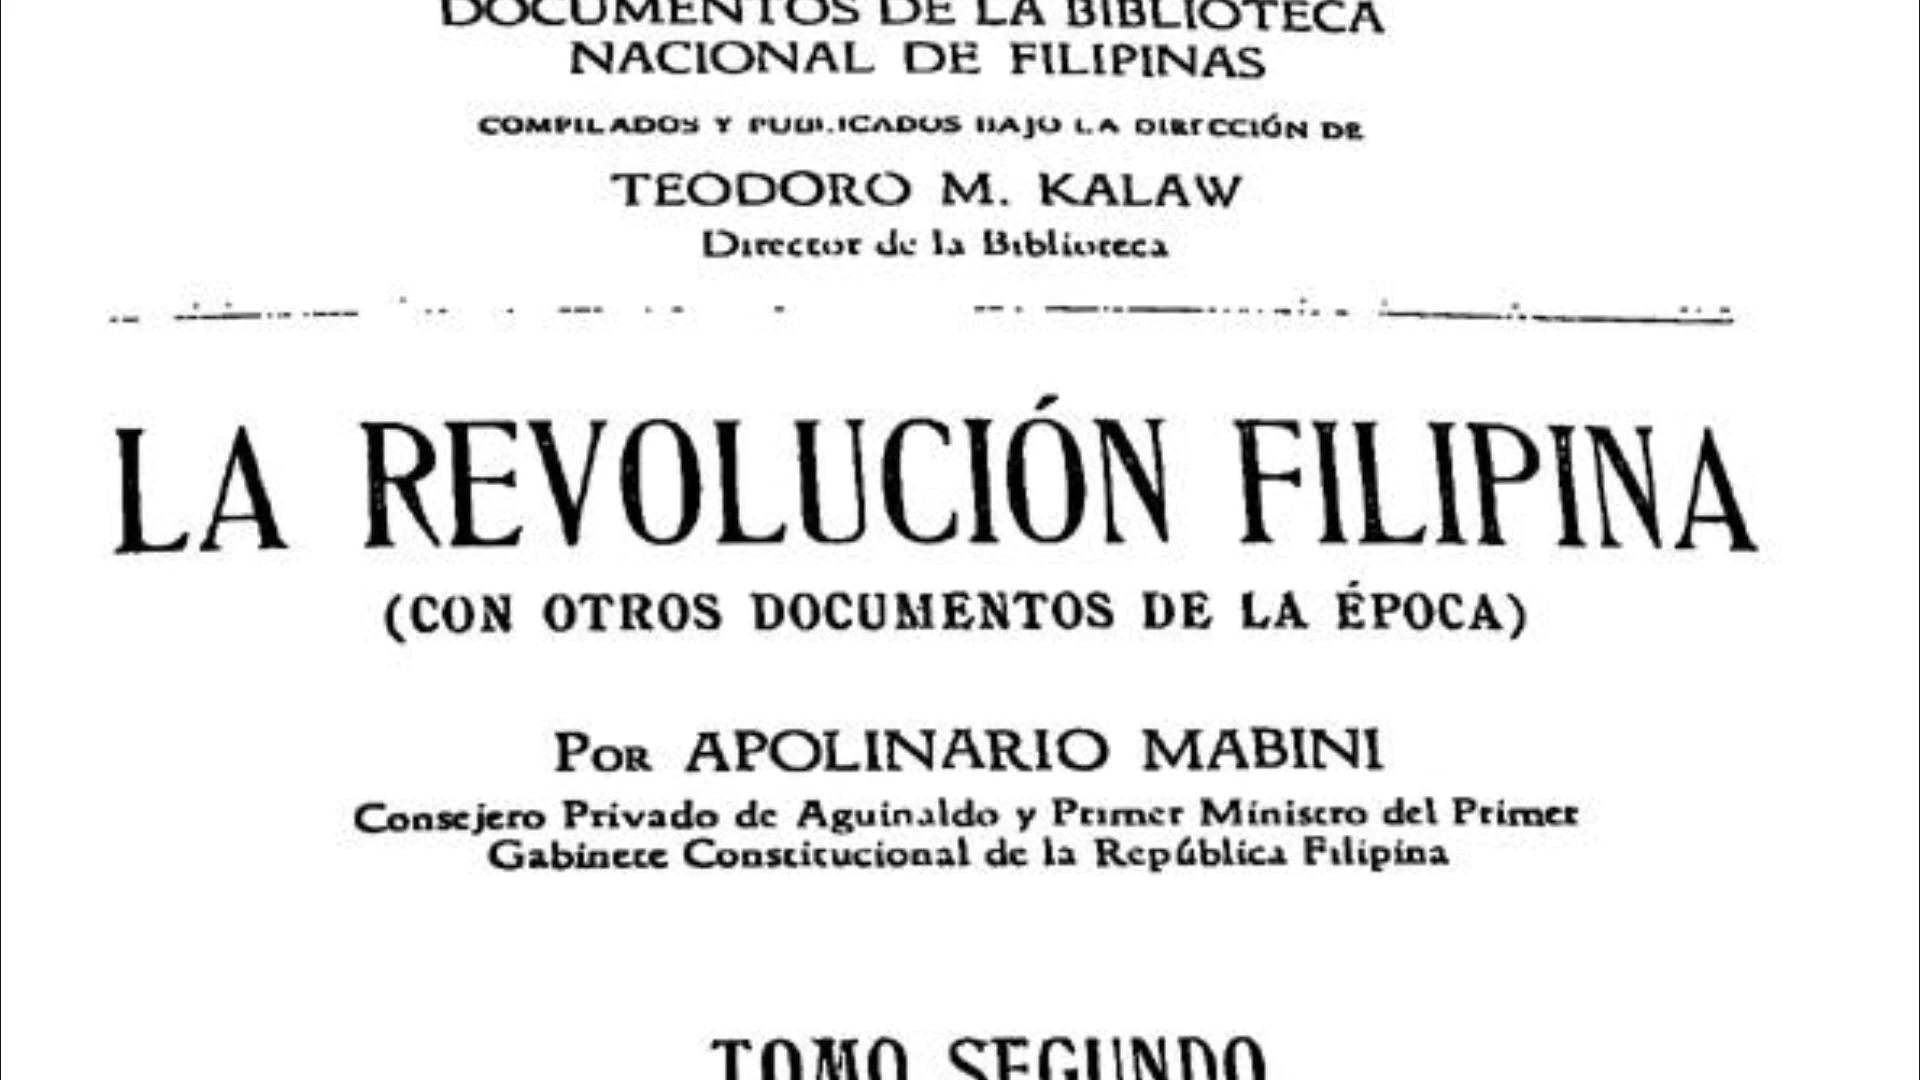 DOCUMENTOS DE LA BIBLIOTECA
NACIONAL DE FILIPINAS
COMPILADOS Y PUBLICADOS BAJO LA DIRECCIÓN DE
TEODORO M. KALAW
Director de la Biblioteca
LA REVOLUCIÓN FILIPINA
(CON OTROS DOCUMENTOS DE LA ÉPOCA)
POR APOLINARIO MABINI
Consejero Privado de Aguinaldo y Primer Ministro del Primer
Gabinete Constitucional de la República Filipina
TOMO SEGUNDO